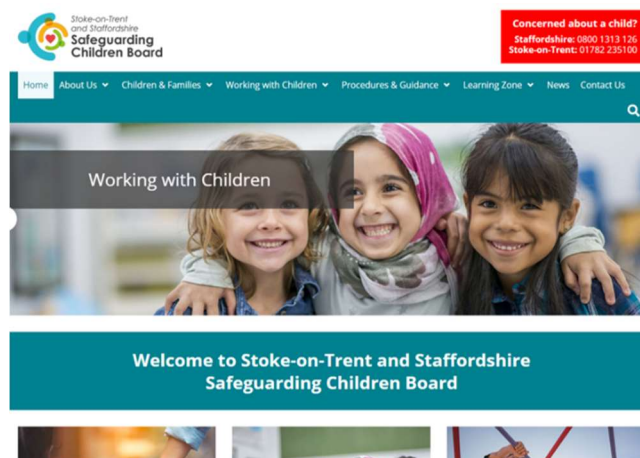 Stoke-on-Trent
and Staffordshire
Safeguarding
Children Board
Concerned about a child?
Staffordshire: 0800 1313 126
Stoke-on-Trent: 01782 235100
Home About Us Children & Families Working with Children Procedures & Guidance Learning Zone News Contact Us
Working with Children
Welcome to Stoke-on-Trent and Staffordshire
Safeguarding Children Board